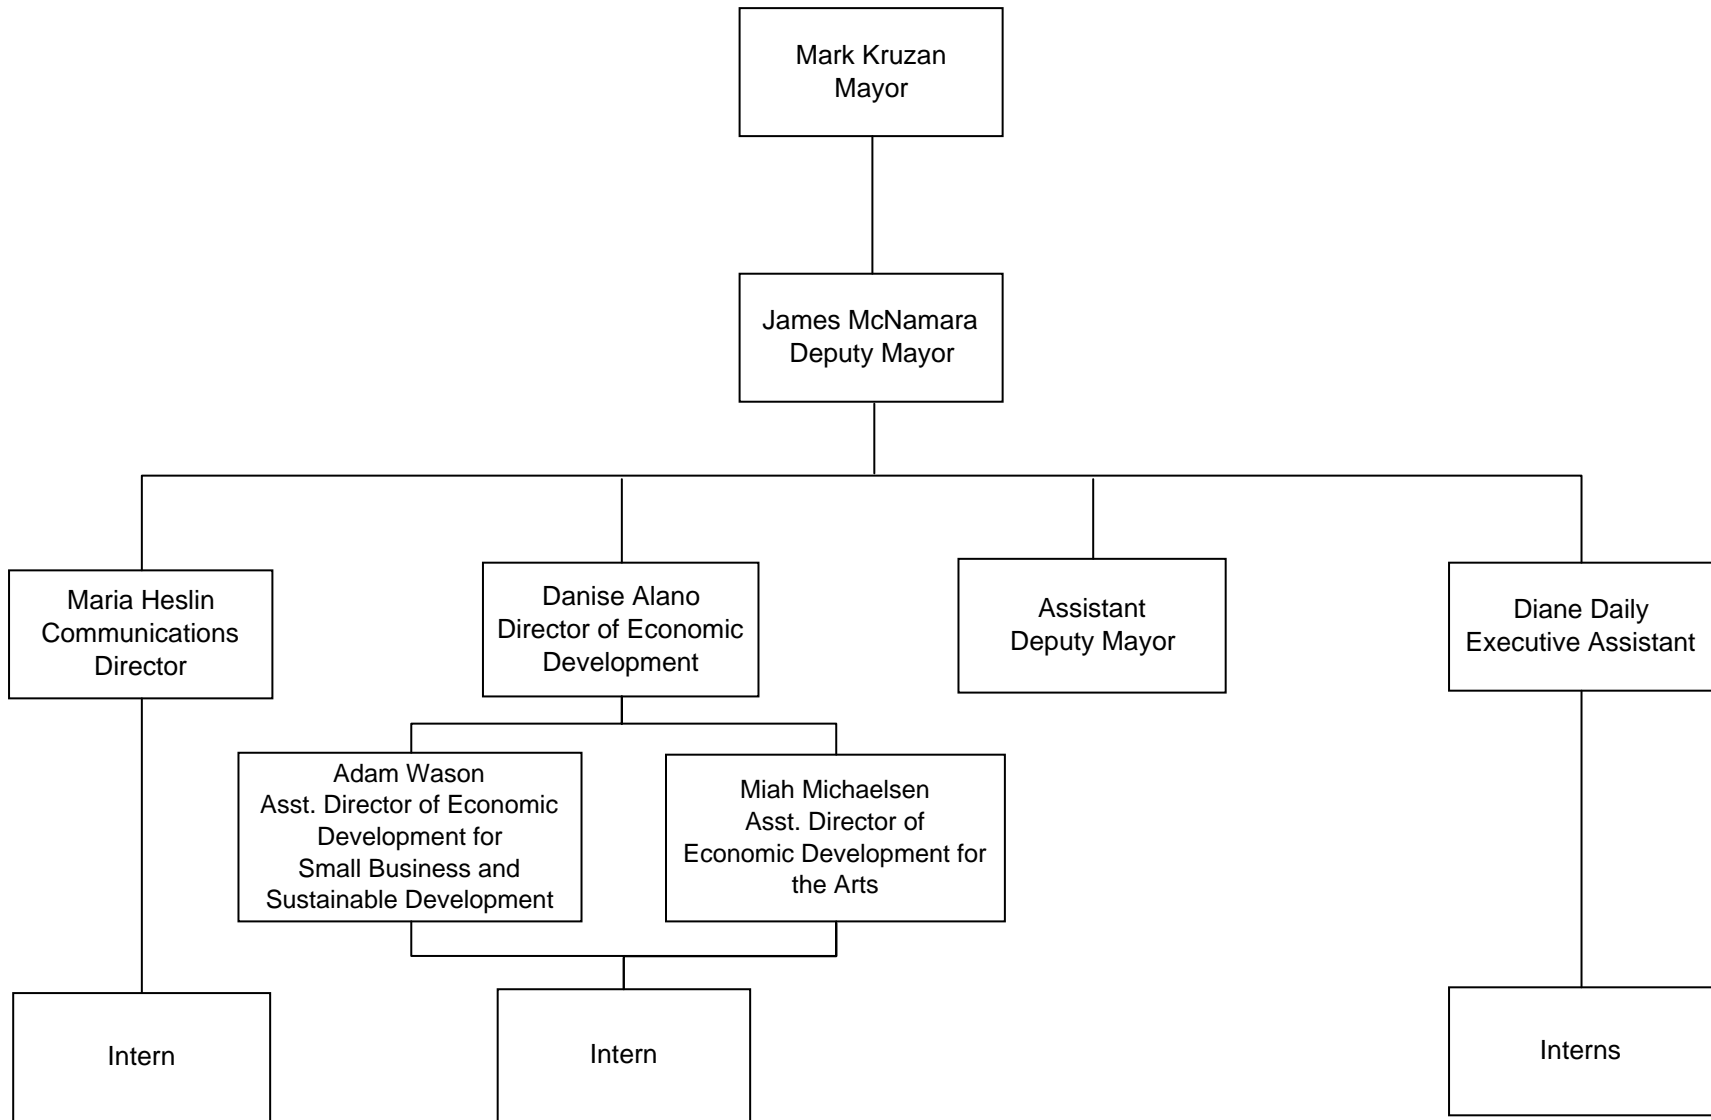 Mark Kruzan
Mayor
James McNamara
Deputy Mayor
Maria Heslin
Communications
Director
Danise Alano
Director of Economic
Development
Assistant
Deputy Mayor
Diane Daily
Executive Assistant
Adam Wason
Asst. Director of Economic
Development for
Small Business and
Sustainable Development
Miah Michaelsen
Asst. Director of
Economic Development for
the Arts
Intern
Intern
Interns